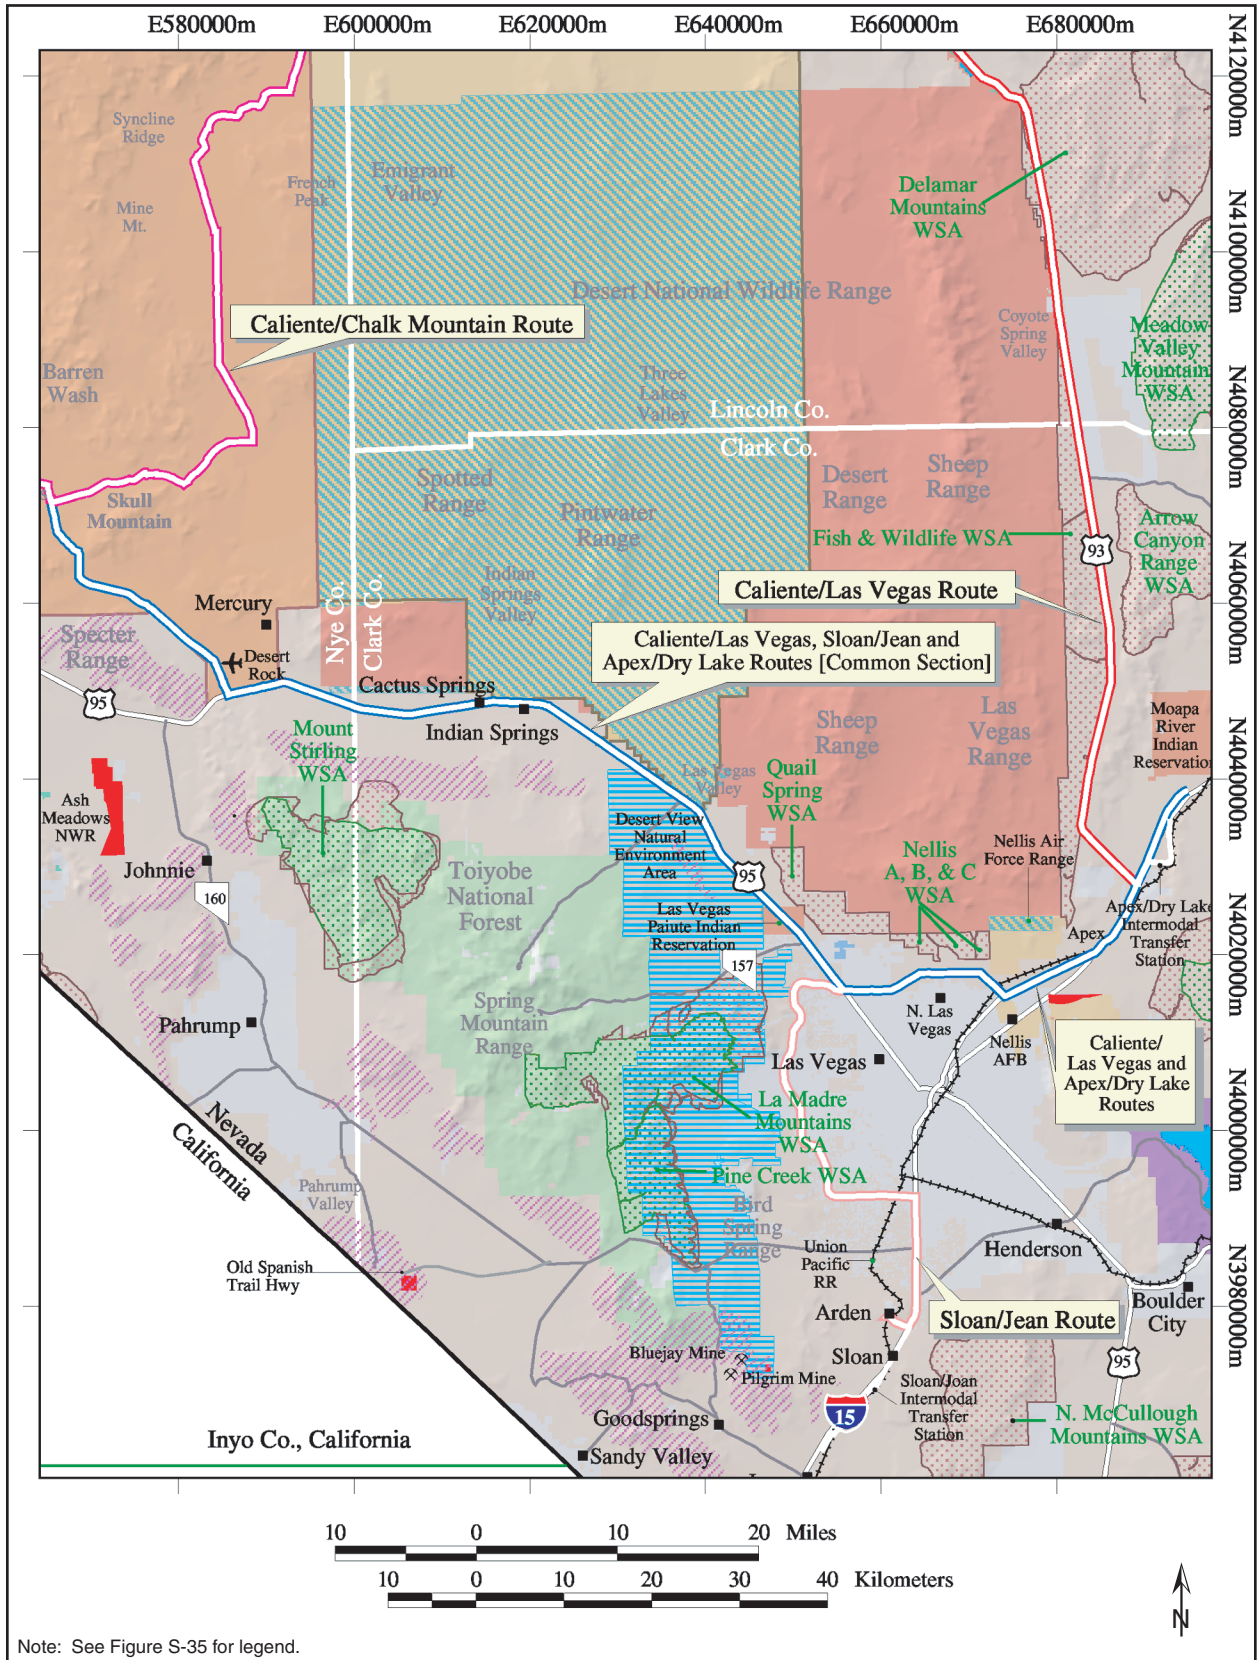 E580000m E600000m E620000m E640000m E660000m E680000m
N4120000m
N4100000m
N4080000m
N4060000m
N4040000m
N4020000m
N4000000m
N3980000m
Syncline
Ridge
Mine
Mt.
French
Peak
Emigrant
Valley
Delamar
Mountains
WSA
Desert National Wildlife Range
Caliente/Chalk Mountain Route
Coyote
Spring
Valley
Meadow
Valley
Mountain
WSA
Barren
Wash
Three
Lakes
Valley
Lincoln Co.
Clark Co.
Spotted
Range
Desert
Range
Sheep
Range
Skull
Mountain
Pintwater
Range
Fish & Wildlife WSA
Arrow
Canyon
Range
WSA
93
Indian
Springs
Valley
Caliente/Las Vegas Route
Mercury
Nye Co.
Clark Co
Specter
Range
Desert
Rock
Caliente/Las Vegas, Sloan/Jean and
Apex/Dry Lake Routes [Common Section]
95
Cactus Springs
Indian Springs
Mount
Stirling
WSA
Sheep
Range
Las
Vegas
Range
Moapa
River
Indian
Reservation
Las Vegas
Valley
Quail
Spring
WSA
Ash
Meadows
NWR
Desert View
Natural
Environment
Area
Nellis Air
Force Range
Nellis
A, B, & C
WSA
Johnnie
160
Toiyobe
National
Forest
95
Las Vegas
Paiute Indian
Reservation
157
Apex
Apex/Dry Lake
Intermodal
Transfer
Station
Pahrump
Spring
Mountain
Range
N. Las
Vegas
Nellis
AFB
Las Vegas
Caliente/
Las Vegas and
Apex/Dry Lake
Routes
La Madre
Mountains
WSA
Nevada
California
Pine Creek WSA
Pahrump
Valley
Bird
Spring
Range
Henderson
Old Spanish
Trail Hwy
Union
Pacific
RR
Arden
Sloan/Jean Route
Boulder
City
Bluejay Mine
Pilgrim Mine
Sloan
95
Sloan/Joan
Intermodal
Transfer
Station
15
Goodsprings
N. McCullough
Mountains WSA
Inyo Co., California
Sandy Valley
10 0 10 20 Miles
10 0 10 20 30 40 Kilometers
N
Note: See Figure S-35 for legend.